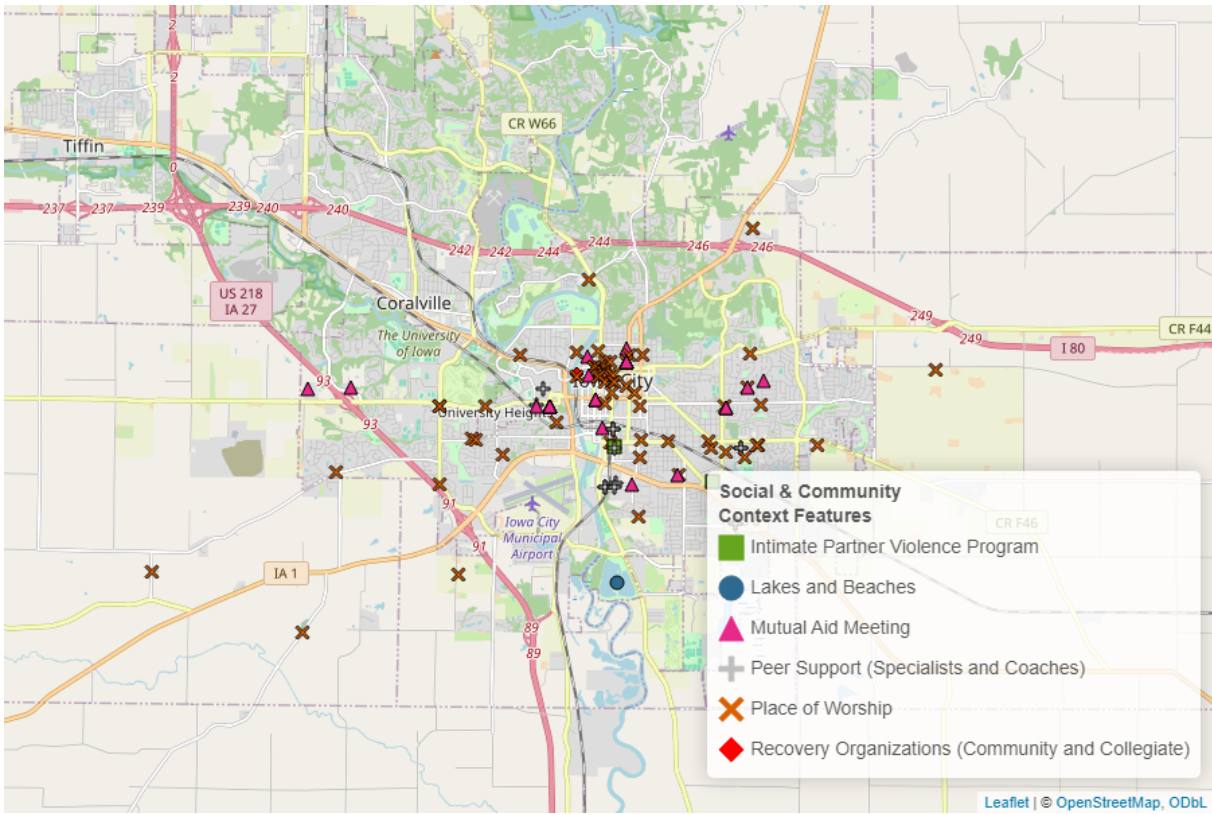 2
2
CR W66
Tiffin
0
237
237
239
239
240
240
242
242
244
244
246
246
US 218
IA 27
Coralville
The University
of Iowa
249
249
CR F44
I 80
93
93
City
University Heights
91
91
Iowa City
Municipal
Airport
IA 1
CR F46
89
89
Social & Community
Context Features
Intimate Partner Violence Program
Lakes and Beaches
Mutual Aid Meeting
Peer Support (Specialists and Coaches)
Place of Worship
Recovery Organizations (Community and Collegiate)
Leaflet | © OpenStreetMap, ODbL